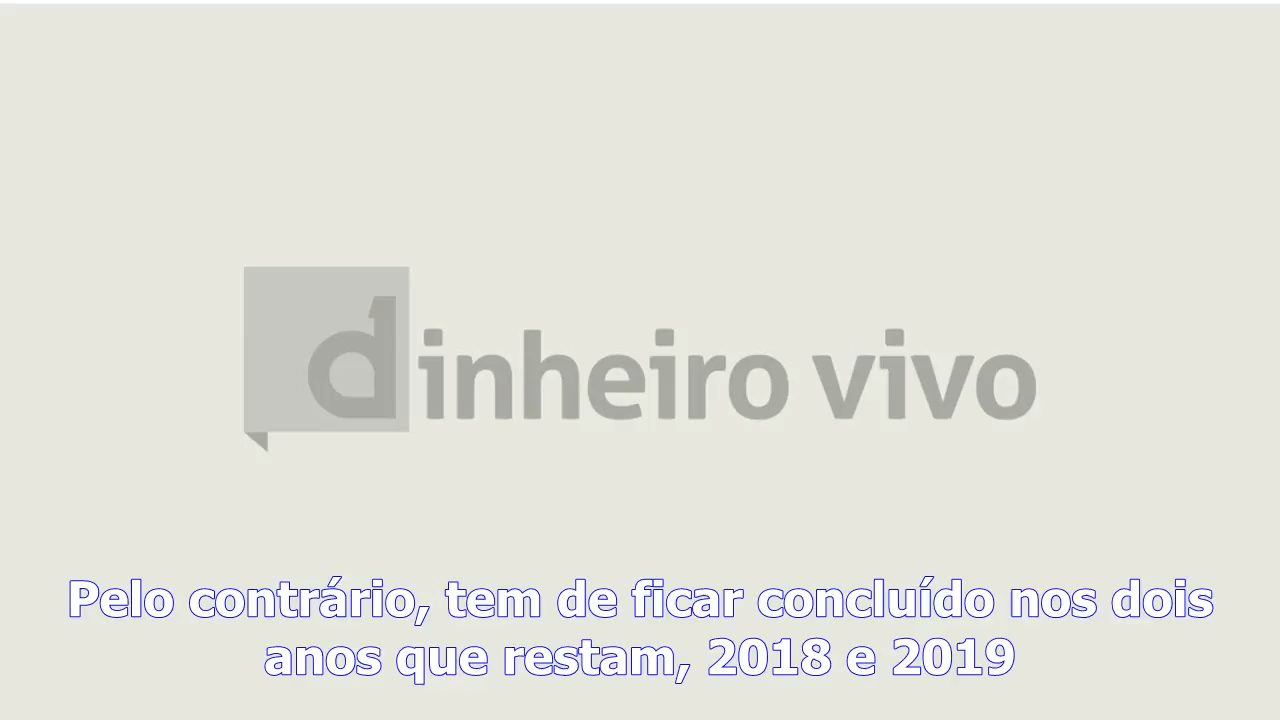 dinheiro vivo
Pelo contrário, tem de ficar concluído nos dois
anos que restam, 2018 e 2019